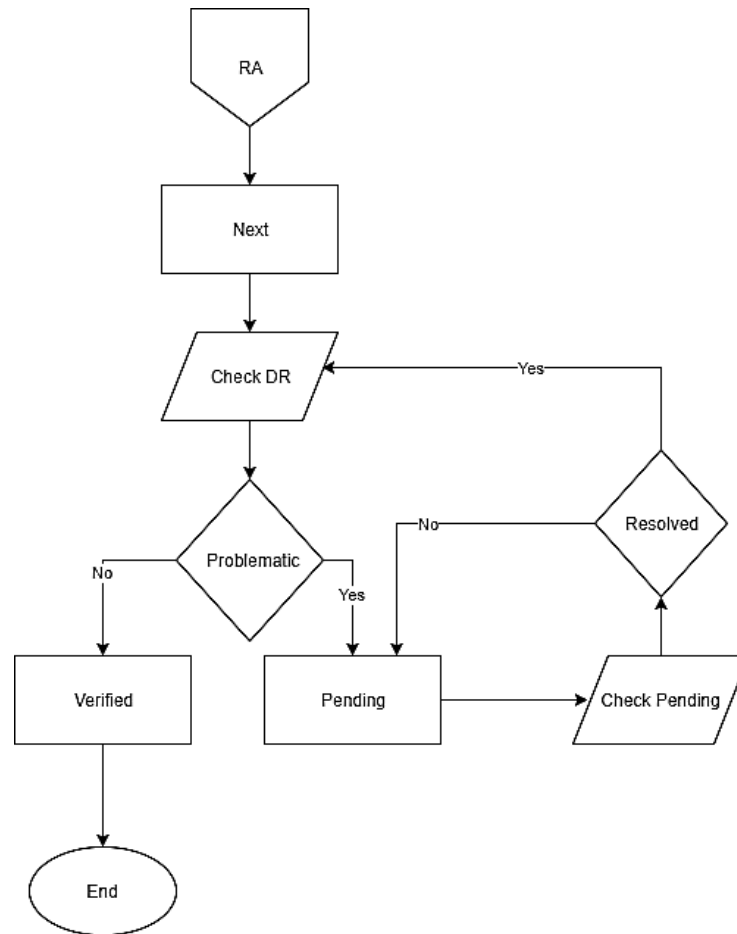 RA
Next
Check DR
Yes
Resolved
No
Problematic
No
Yes
Verified
Pending
Check Pending
End